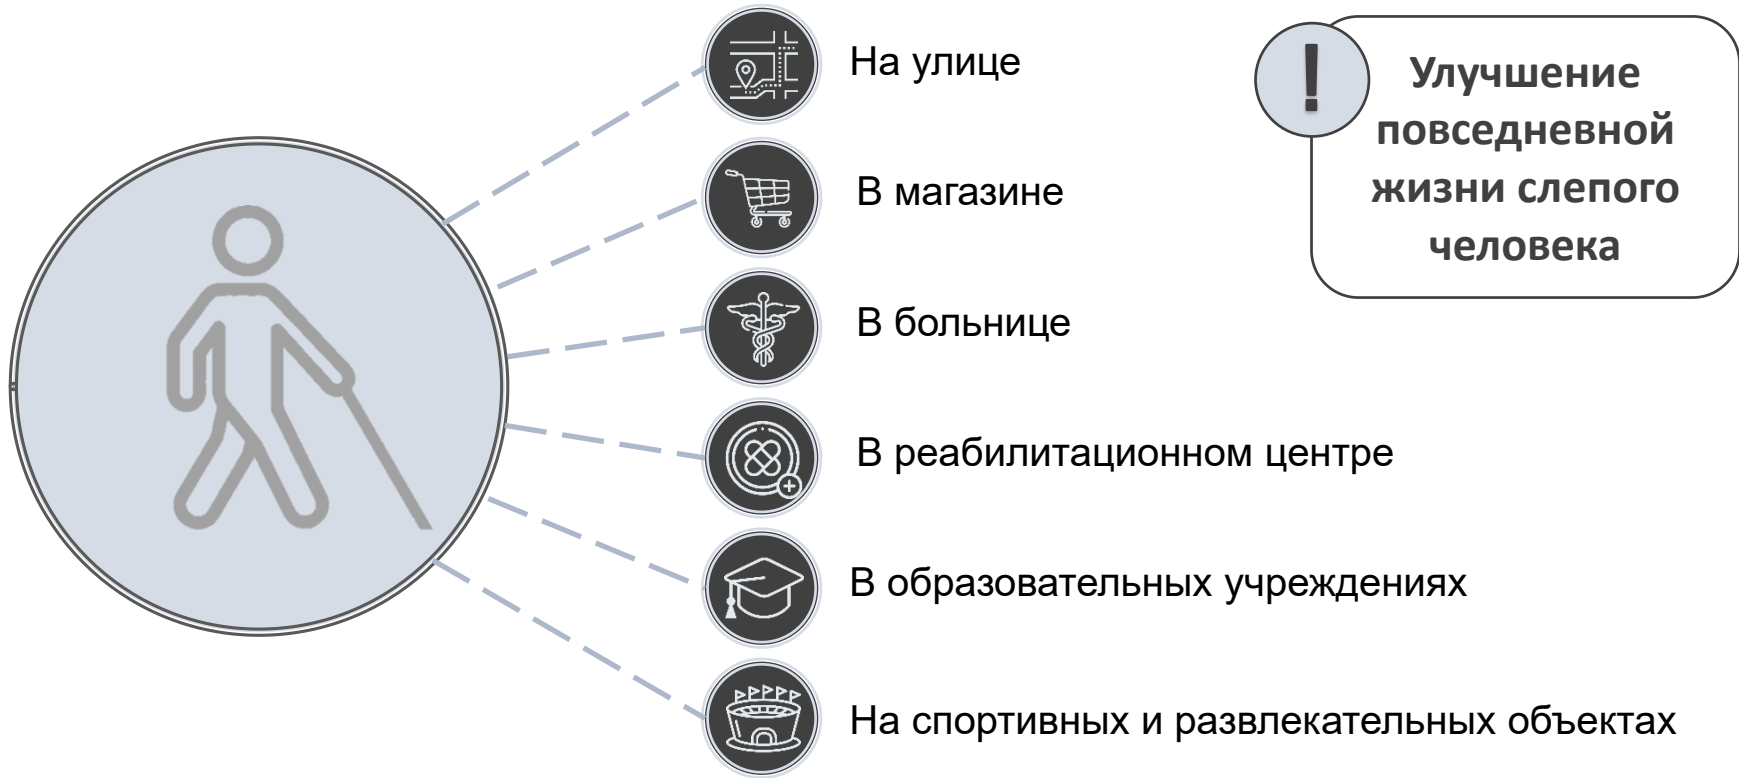 На улице
В магазине
В больнице
В реабилитационном центре
В образовательных учреждениях
На спортивных и развлекательных объектах
!
Улучшение
повседневной
жизни слепого
человека